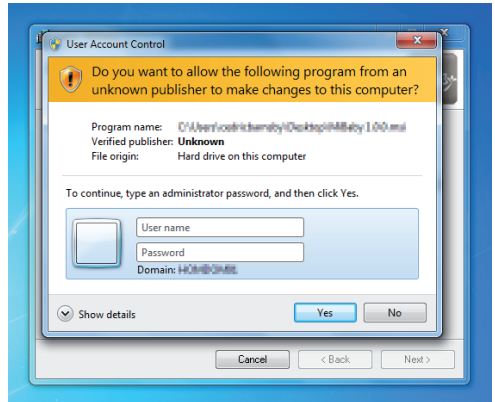 User Account Control
Do you want to allow the following program from an
unknown publisher to make changes to this computer?
Program name:
Verified publisher: Unknown
File origin: Hard drive on this computer
To continue, type an administrator password, and then click Yes.
User name
Password
Domain:
Show details
Yes
No
Cancel
< Back
Next >